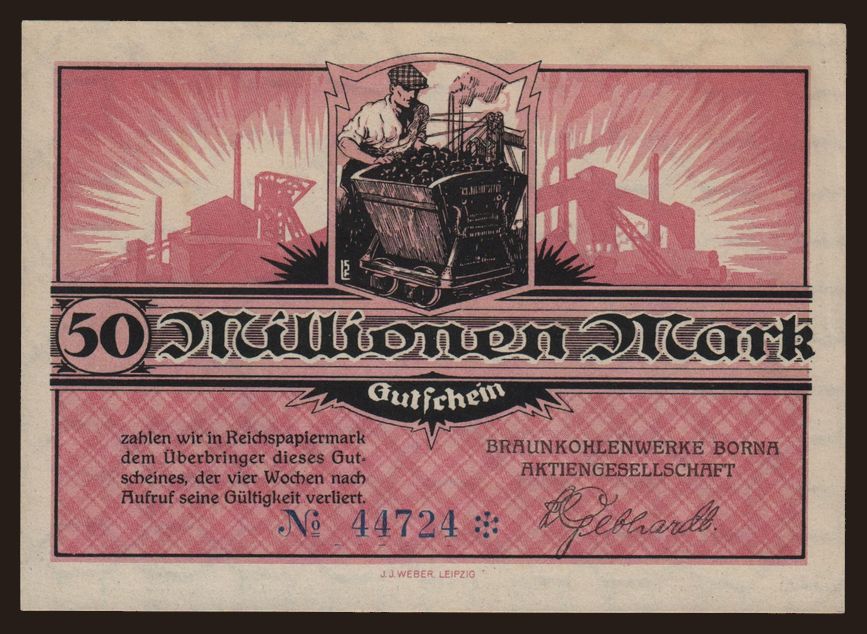 50 Millionen Mark
Gutschein
zahlen wir in Reichspapiermark
dem Überbringer dieses Gut-
scheines, der vier Wochen nach
Aufruf seine Gültigkeit verliert.
№ 44724
BRAUNKOHLENWERKE BORNA
AKTIENGESELLSCHAFT
Gebhardt.
J.J. WEBER, LEIPZIG